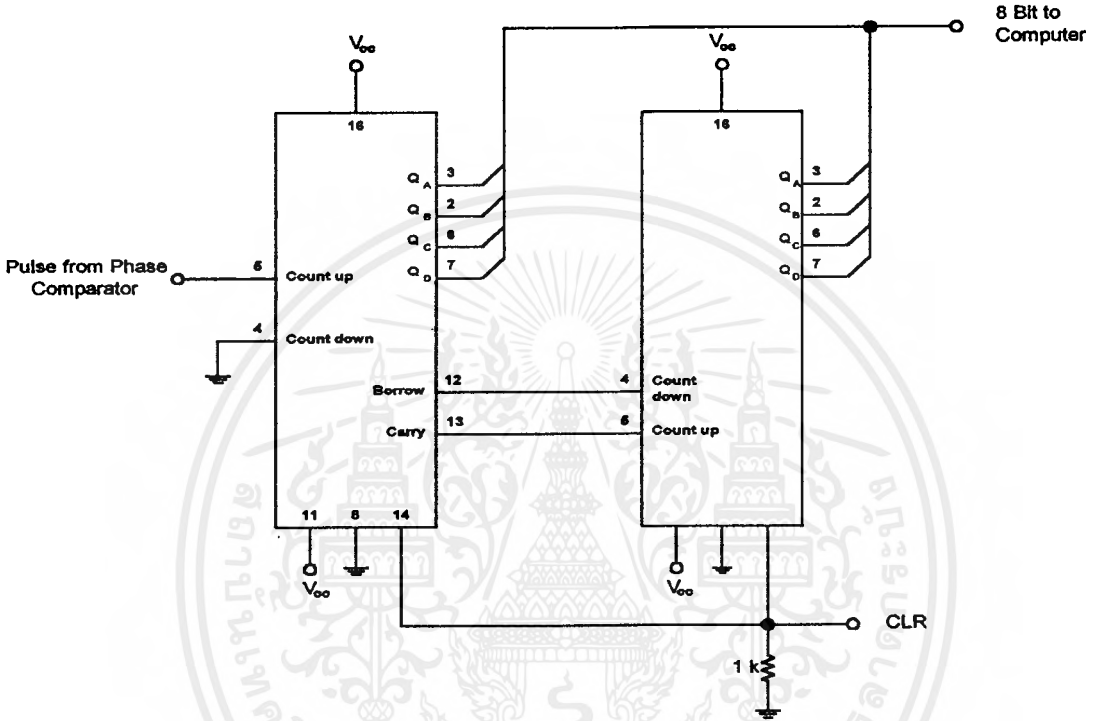 8 Bit to
Computer
Vcc
Vcc
16
16
QA 3
QB 2
QC 6
QD 7
QA 3
QB 2
QC 6
QD 7
Pulse from Phase
Comparator
5 Count up
4 Count down
Borrow 12
4 Count
down
Carry 13
5 Count up
11 8 14
Vcc
Vcc
CLR
1 k